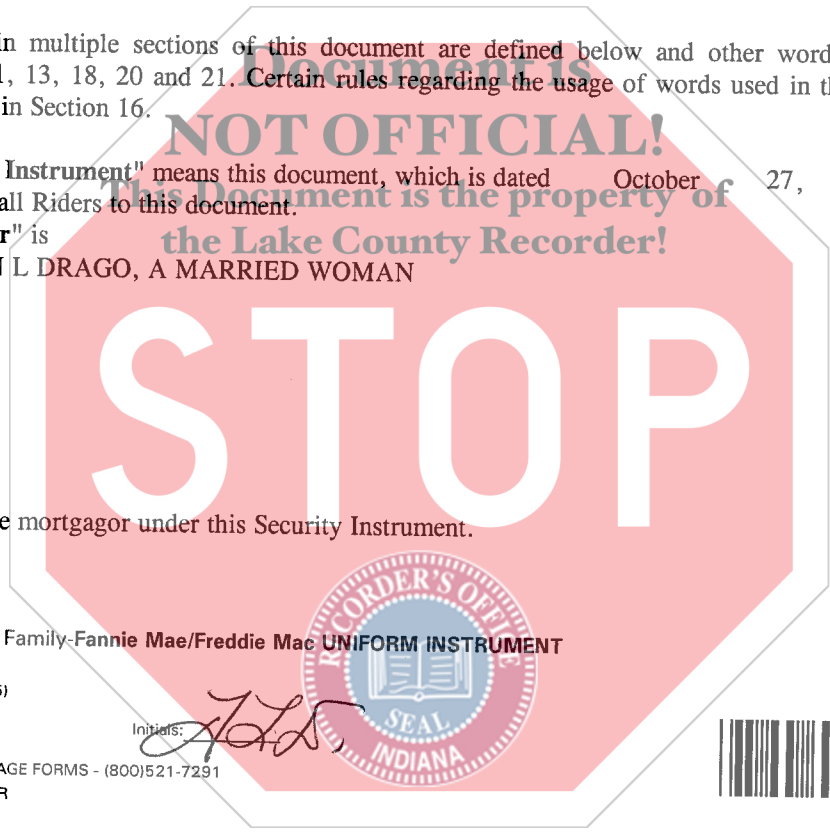 in multiple sections of this document are defined below and other word
1, 13, 18, 20 and 21. Certain rules regarding the usage of words used in th
in Section 16.
Document is
NOT OFFICIAL!
Instrument" means this document, which is dated October 27,
This Document is the property of
all Riders to this document.
r" is
the Lake County Recorder!
L DRAGO, A MARRIED WOMAN
STOP
e mortgagor under this Security Instrument.
RECORDER'S OFFICE
Family-Fannie Mae/Freddie Mac UNIFORM INSTRUMENT
SEAL
INDIANA
Initials:
AGE FORMS - (800)521-7291
R